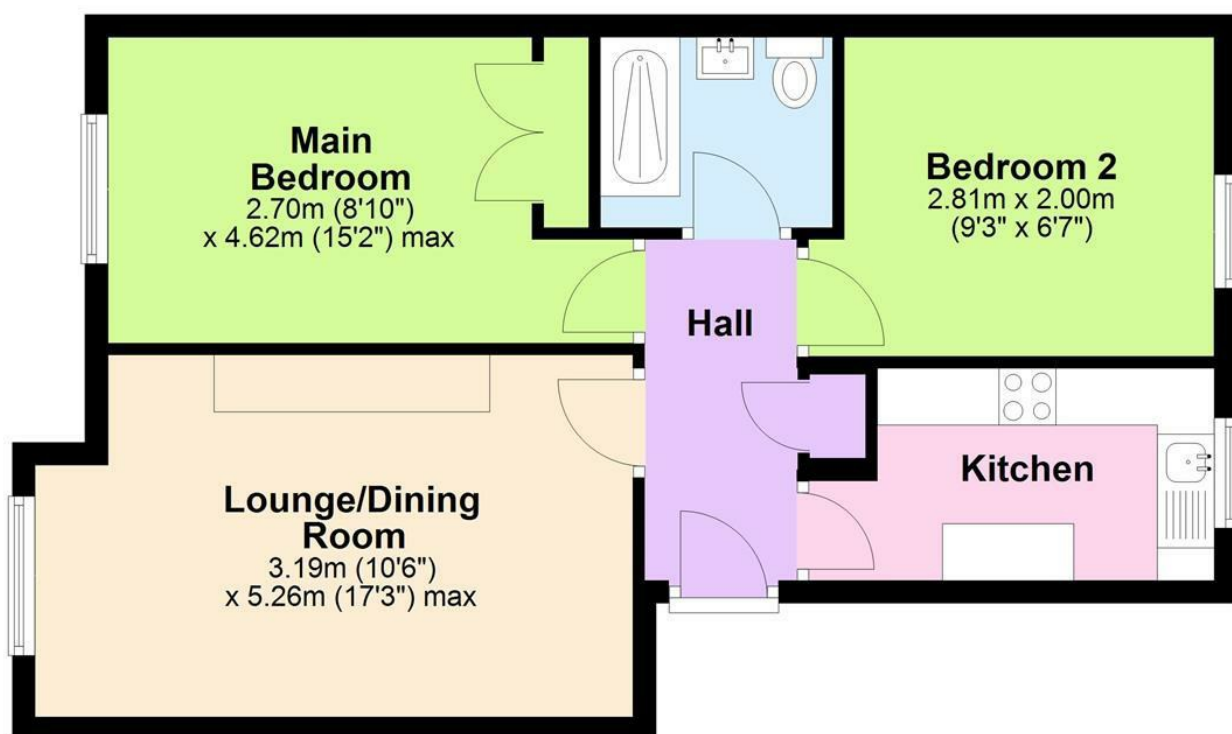 Main
Bedroom
2.70m (8'10")
x 4.62m (15'2") max
Bedroom 2
2.81m x 2.00m
(9'3" x 6'7")
Hall
Kitchen
Lounge/Dining
Room
3.19m (10'6")
x 5.26m (17'3") max